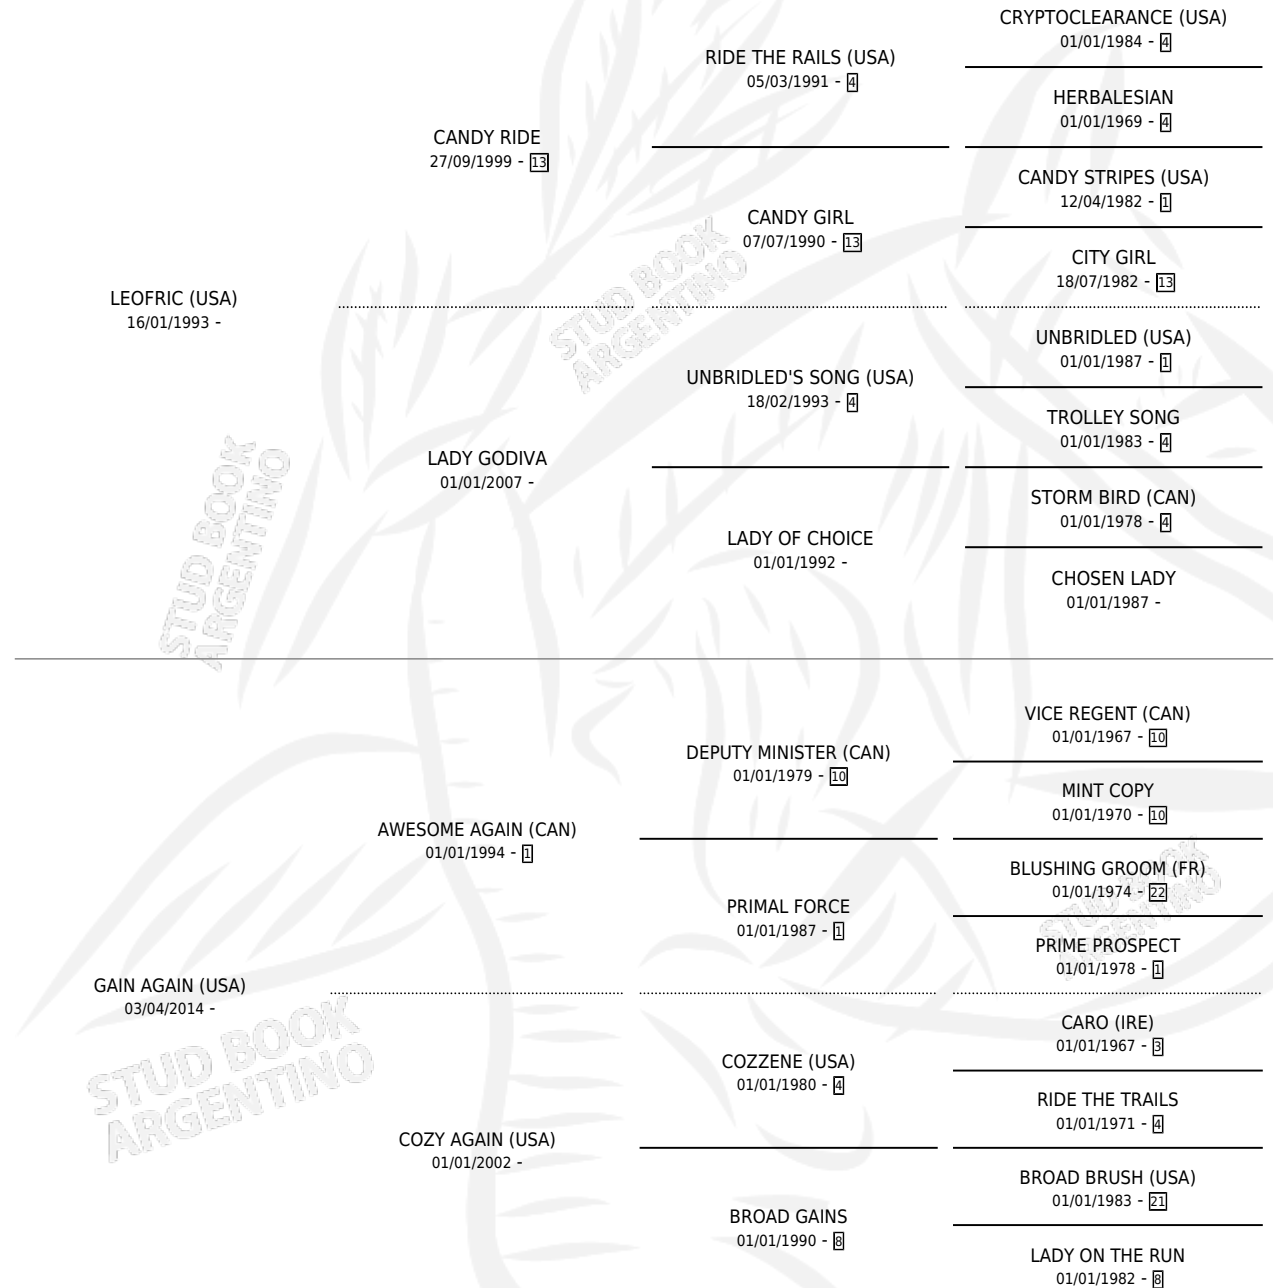 CRYPTOCLEARANCE (USA)
01/01/1984 - 4
RIDE THE RAILS (USA)
05/03/1991 - 4
HERBALESIAN
01/01/1969 - 4
CANDY RIDE
27/09/1999 - 13
CANDY STRIPES (USA)
12/04/1982 - 1
CANDY GIRL
07/07/1990 - 13
CITY GIRL
18/07/1982 - 13
LEOFRIC (USA)
16/01/1993 -
UNBRIDLED (USA)
01/01/1987 - 1
UNBRIDLED'S SONG (USA)
18/02/1993 - 4
TROLLEY SONG
01/01/1983 - 4
LADY GODIVA
01/01/2007 -
STORM BIRD (CAN)
01/01/1978 - 4
LADY OF CHOICE
01/01/1992 -
CHOSEN LADY
01/01/1987 -
STUD BOOK
ARGENTINO
STUD BOOK
ARGENTINO
VICE REGENT (CAN)
01/01/1967 - 10
DEPUTY MINISTER (CAN)
01/01/1979 - 10
MINT COPY
01/01/1970 - 10
AWESOME AGAIN (CAN)
01/01/1994 - 1
BLUSHING GROOM (FR)
01/01/1974 - 22
PRIMAL FORCE
01/01/1987 - 1
PRIME PROSPECT
01/01/1978 - 1
GAIN AGAIN (USA)
03/04/2014 -
CARO (IRE)
01/01/1967 - 3
COZZENE (USA)
01/01/1980 - 4
RIDE THE TRAILS
01/01/1971 - 4
COZY AGAIN (USA)
01/01/2002 -
BROAD BRUSH (USA)
01/01/1983 - 21
BROAD GAINS
01/01/1990 - 8
LADY ON THE RUN
01/01/1982 - 8
STUD BOOK
ARGENTINO
STUD BOOK
ARGENTINO